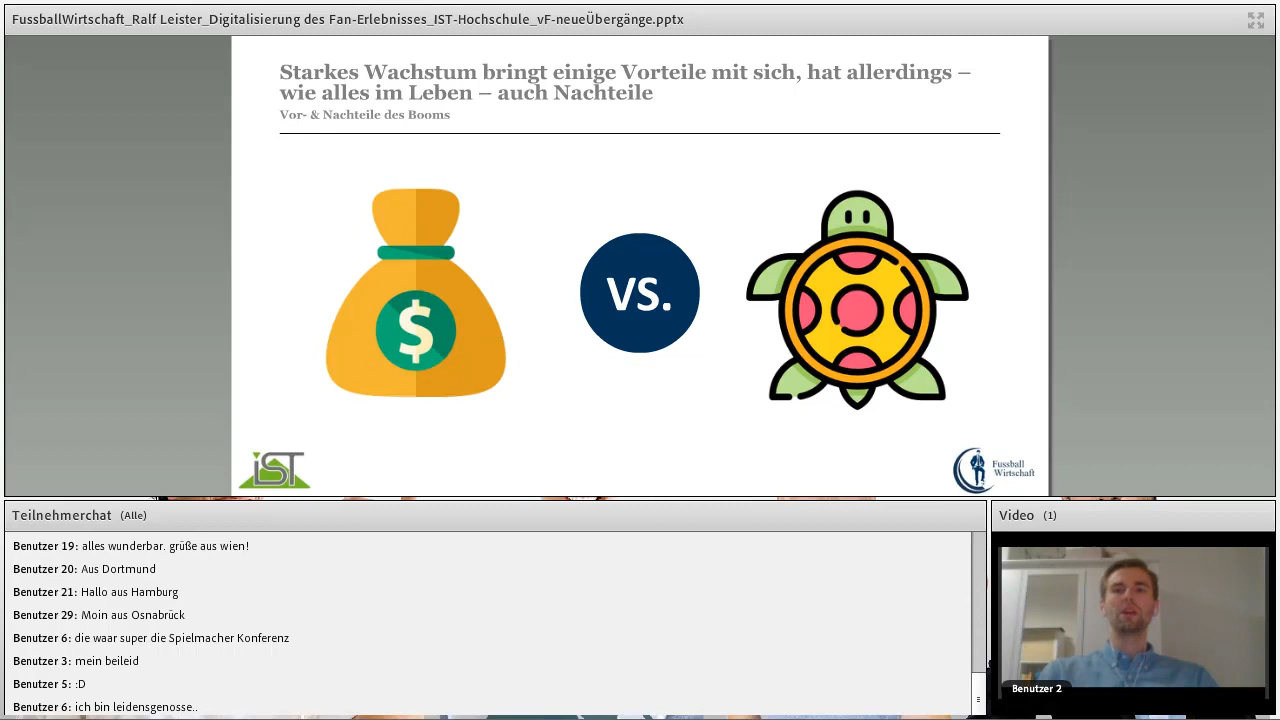 FussballWirtschaft_Ralf Leister_Digitalisierung des Fan-Erlebnisses_IST-Hochschule_vF-neueÜbergänge.pptx
Starkes Wachstum bringt einige Vorteile mit sich, hat allerdings –
wie alles im Leben – auch Nachteile
Vor- & Nachteile des Booms
$
VS.
iST
Fussball
Wirtschaft
Teilnehmerchat (Alle)
Benutzer 19: alles wunderbar. grüße aus wien!
Benutzer 20: Aus Dortmund
Benutzer 21: Hallo aus Hamburg
Benutzer 29: Moin aus Osnabrück
Benutzer 6: die waar super die Spielmacher Konferenz
Benutzer 3: mein beileid
Benutzer 5: :D
Benutzer 6: ich bin leidensgenosse..
Video (1)
Benutzer 2